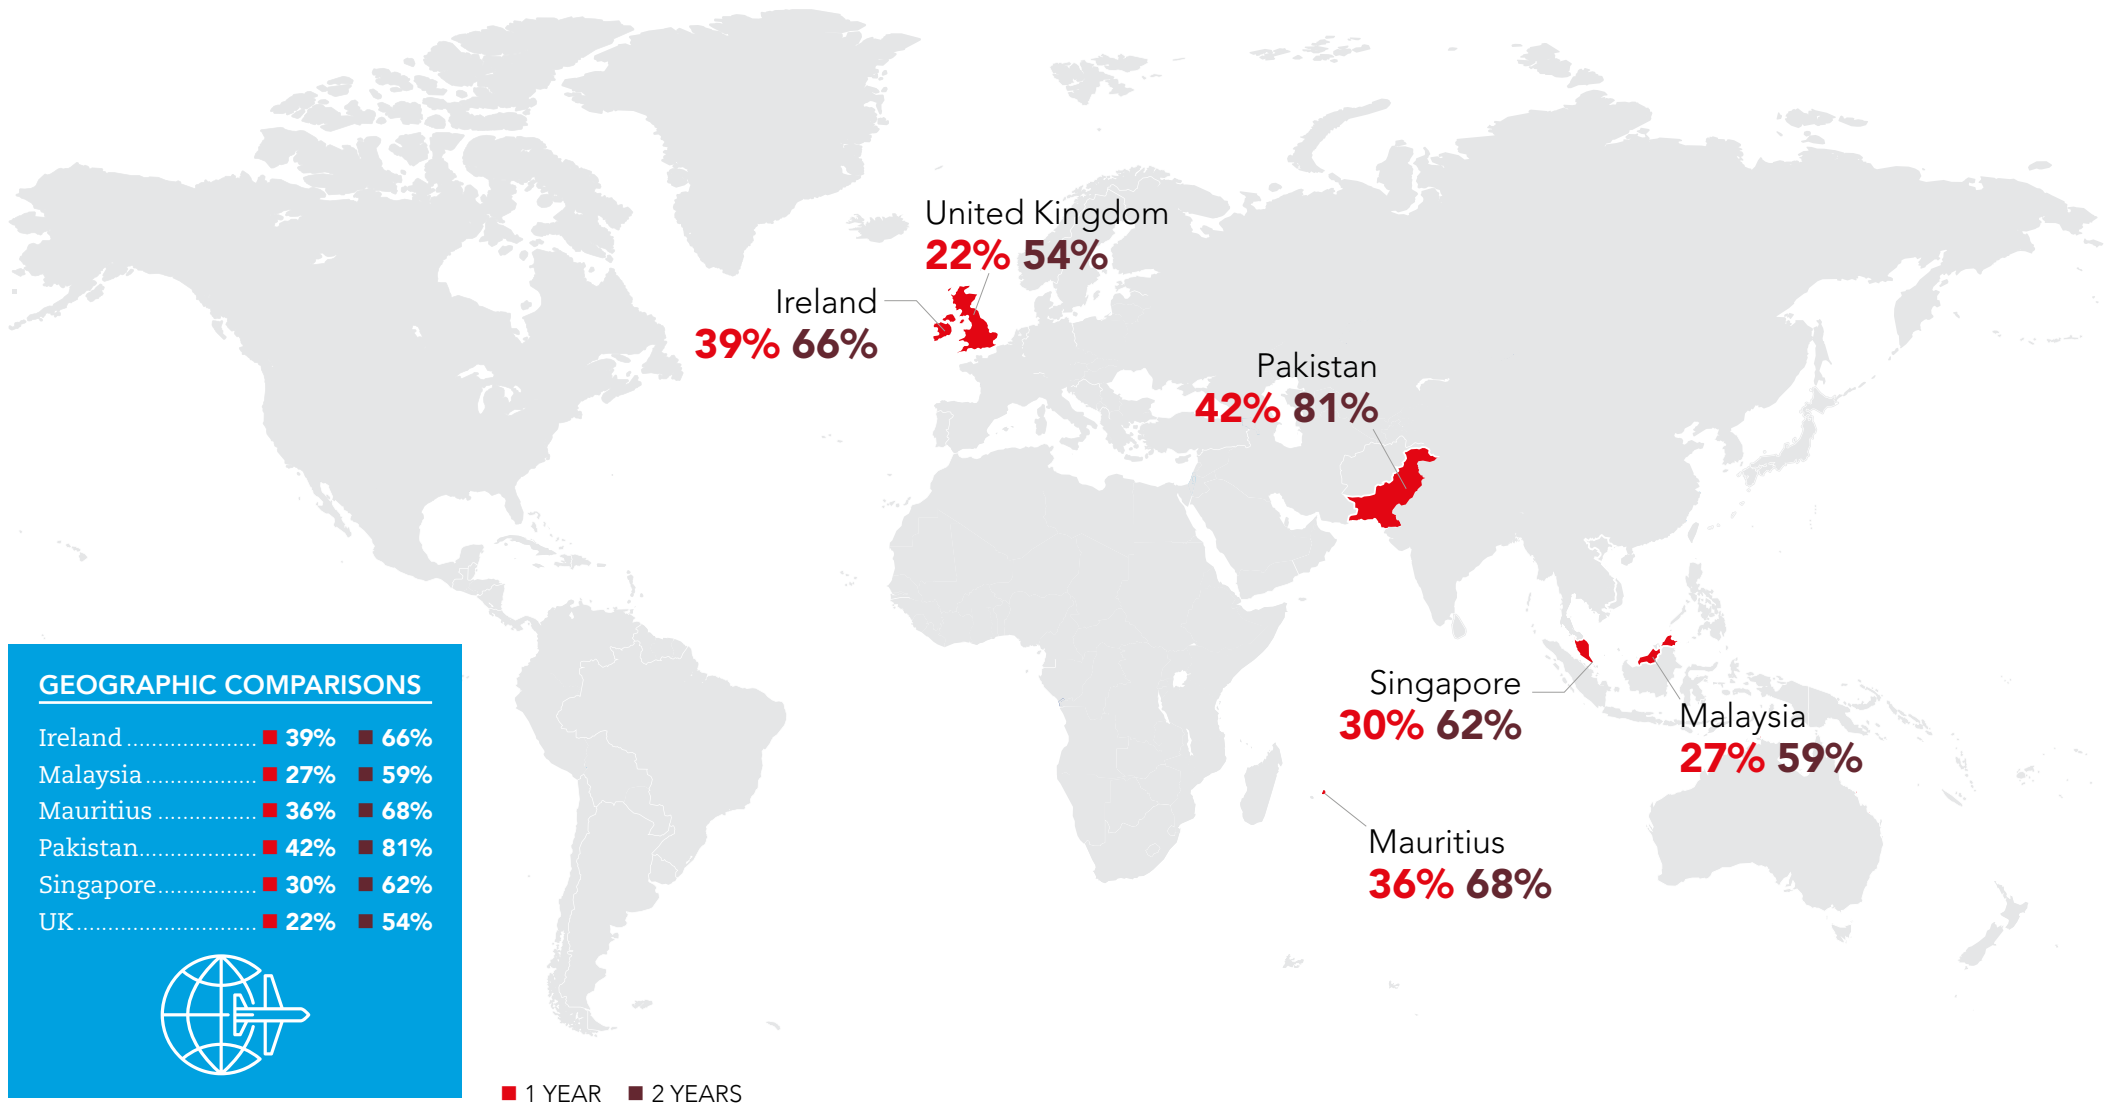 United Kingdom
22% 54%
Ireland
39% 66%
Pakistan
42% 81%
Singapore
30% 62%
Malaysia
27% 59%
Mauritius
36% 68%
GEOGRAPHIC COMPARISONS
Ireland ..................... 39% 66%
Malaysia .................. 27% 59%
Mauritius ................ 36% 68%
Pakistan ................... 42% 81%
Singapore ................ 30% 62%
UK ............................. 22% 54%
1 YEAR 2 YEARS